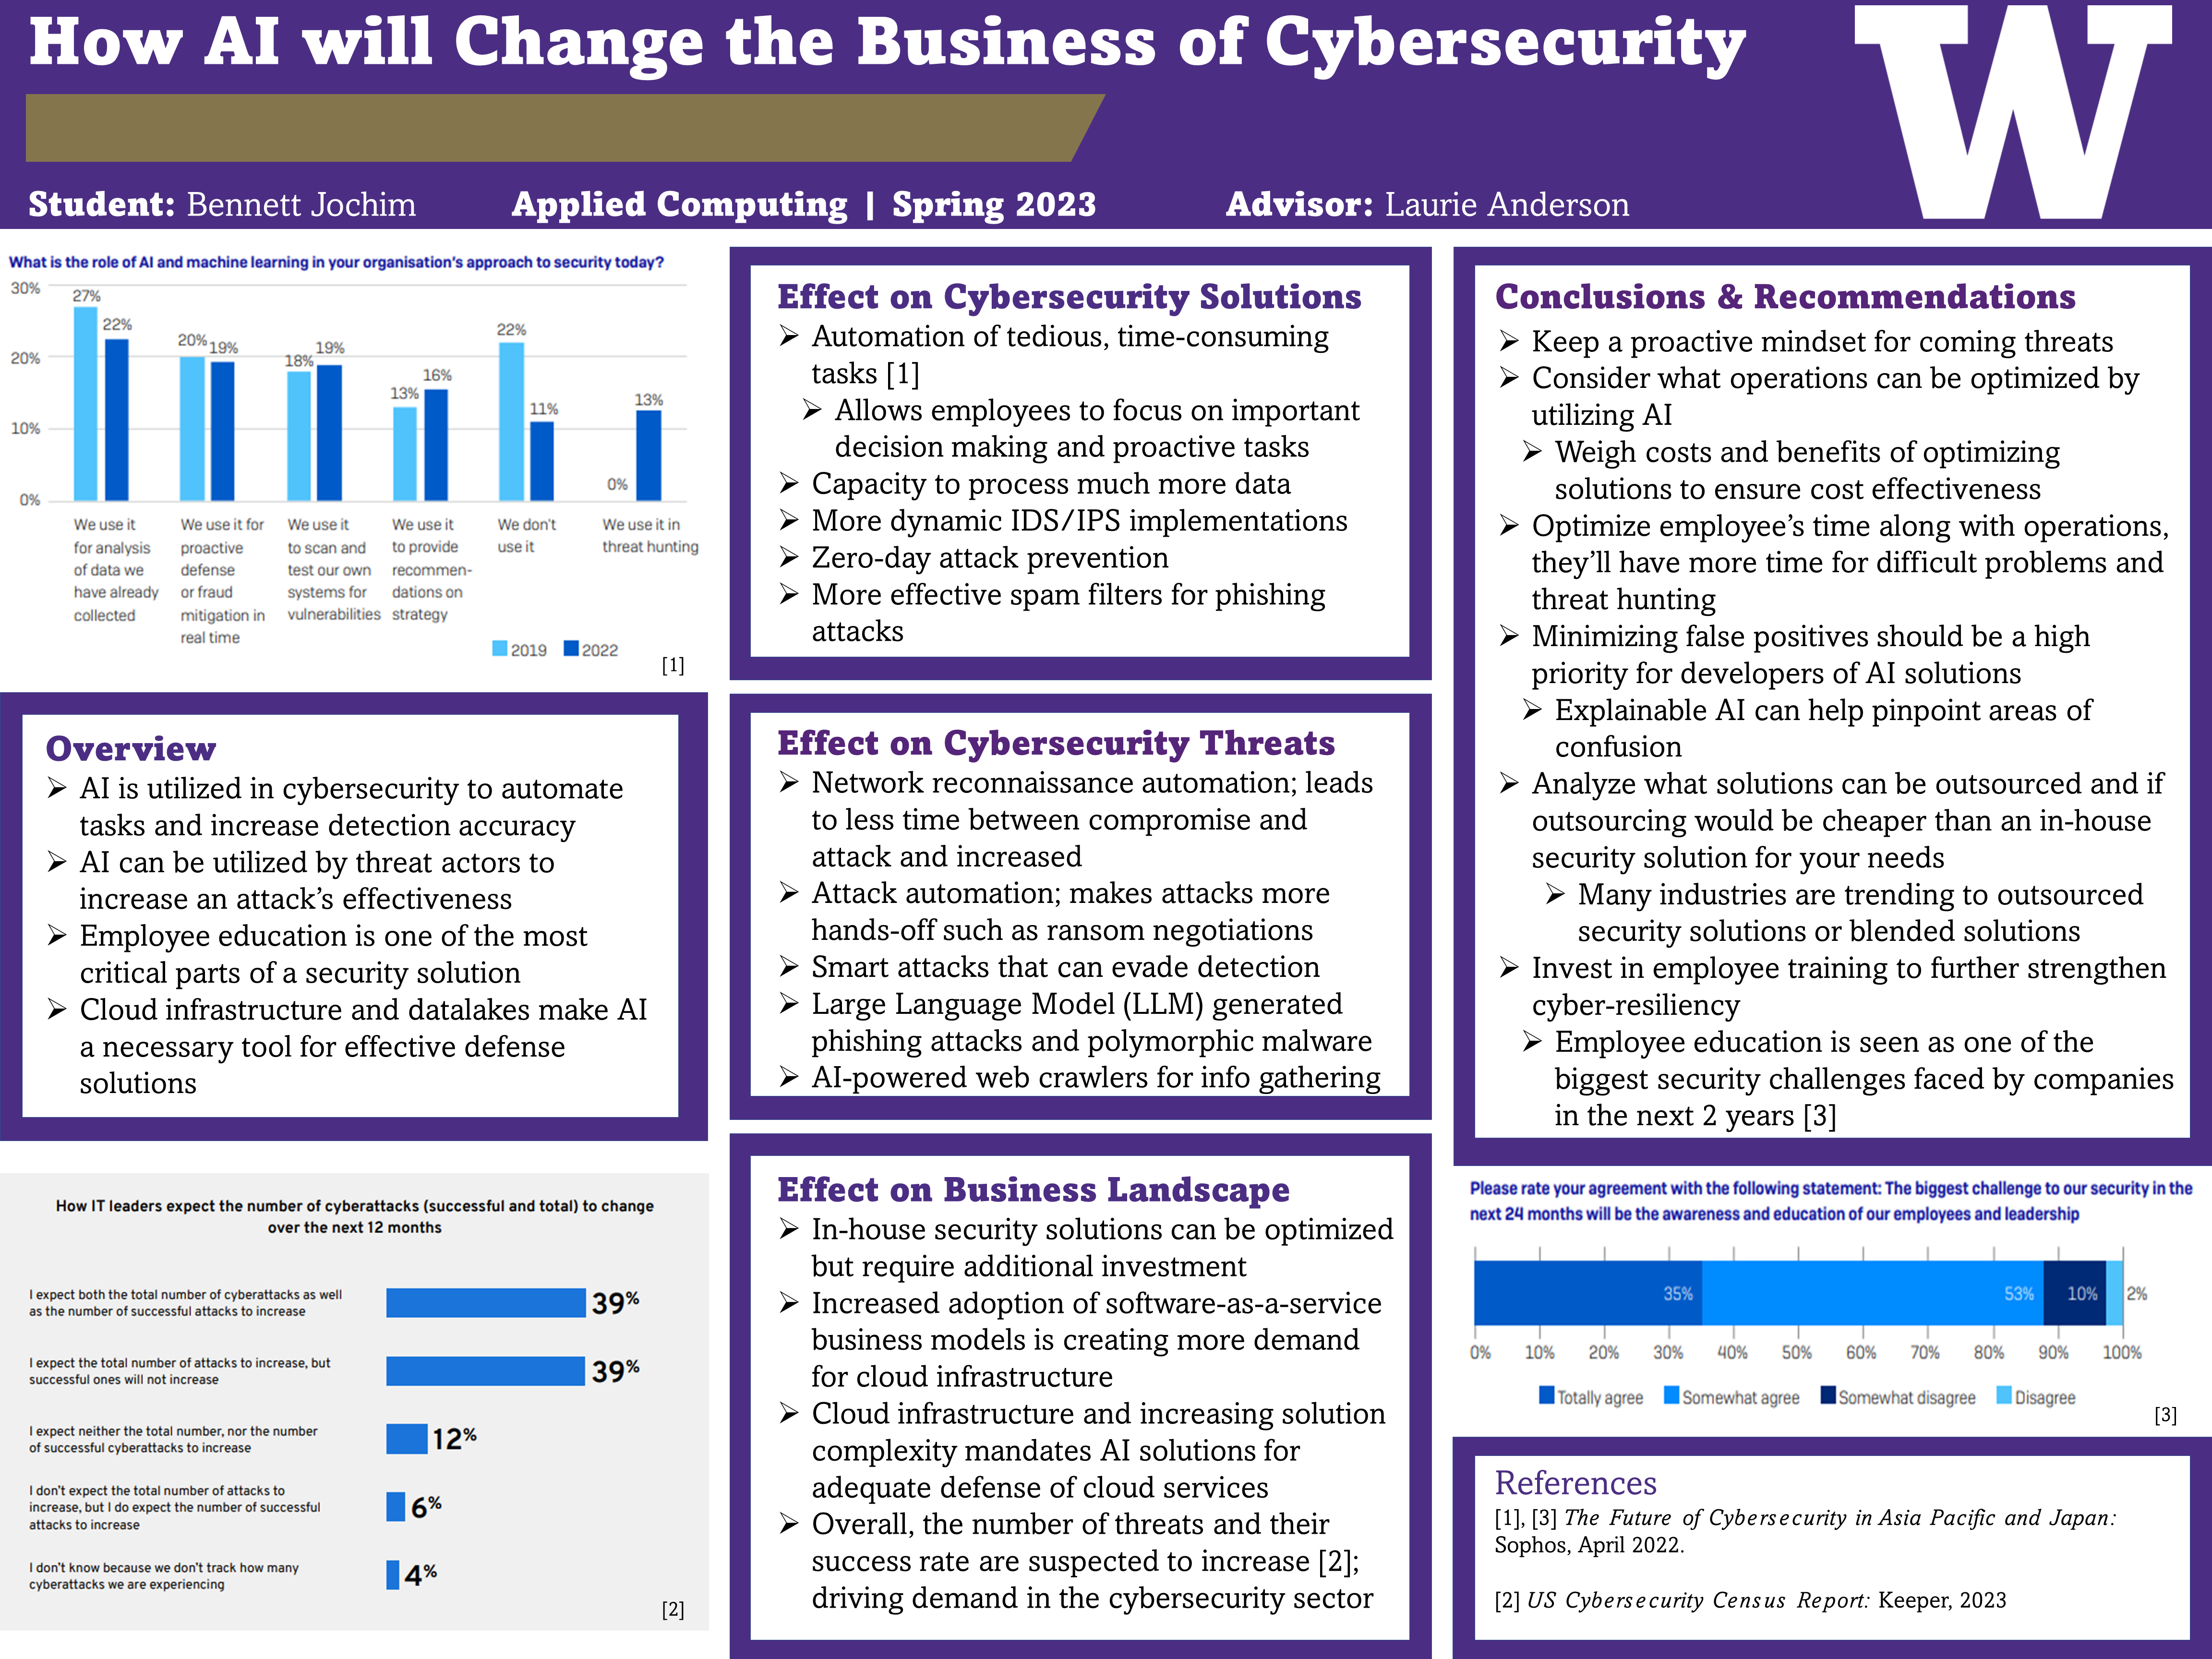 How AI will Change the Business of Cybersecurity
W
Student: Bennett Jochim
Applied Computing | Spring 2023
Advisor: Laurie Anderson
What is the role of AI and machine learning in your organisation's approach to security today?
30%
20%
10%
0%
27%
22%
20%
19%
18%
19%
13%
16%
22%
11%
0%
13%
We use it
for analysis
of data we
have already
collected
We use it for
proactive
defense
or fraud
mitigation in
real time
We use it
to scan and
test our own
systems for
vulnerabilities
We use it
to provide
recommen-
dations on
strategy
We don't
use it
We use it in
threat hunting
2019
2022
[1]
Overview
➢ AI is utilized in cybersecurity to automate
tasks and increase detection accuracy
➢ AI can be utilized by threat actors to
increase an attack's effectiveness
➢ Employee education is one of the most
critical parts of a security solution
➢ Cloud infrastructure and datalakes make AI
a necessary tool for effective defense
solutions
How IT leaders expect the number of cyberattacks (successful and total) to change
over the next 12 months
I expect both the total number of cyberattacks as well
as the number of successful attacks to increase
39%
I expect the total number of attacks to increase, but
successful ones will not increase
39%
I expect neither the total number, nor the number
of successful cyberattacks to increase
12%
I don't expect the total number of attacks to
increase, but I do expect the number of successful
attacks to increase
6%
I don't know because we don't track how many
cyberattacks we are experiencing
4%
[2]
Effect on Cybersecurity Solutions
➢ Automation of tedious, time-consuming
tasks [1]
➢ Allows employees to focus on important
decision making and proactive tasks
➢ Capacity to process much more data
➢ More dynamic IDS/IPS implementations
➢ Zero-day attack prevention
➢ More effective spam filters for phishing
attacks
Effect on Cybersecurity Threats
➢ Network reconnaissance automation; leads
to less time between compromise and
attack and increased
➢ Attack automation; makes attacks more
hands-off such as ransom negotiations
➢ Smart attacks that can evade detection
➢ Large Language Model (LLM) generated
phishing attacks and polymorphic malware
➢ AI-powered web crawlers for info gathering
Effect on Business Landscape
➢ In-house security solutions can be optimized
but require additional investment
➢ Increased adoption of software-as-a-service
business models is creating more demand
for cloud infrastructure
➢ Cloud infrastructure and increasing solution
complexity mandates AI solutions for
adequate defense of cloud services
➢ Overall, the number of threats and their
success rate are suspected to increase [2];
driving demand in the cybersecurity sector
Conclusions & Recommendations
➢ Keep a proactive mindset for coming threats
➢ Consider what operations can be optimized by
utilizing AI
➢ Weigh costs and benefits of optimizing
solutions to ensure cost effectiveness
➢ Optimize employee's time along with operations,
they'll have more time for difficult problems and
threat hunting
➢ Minimizing false positives should be a high
priority for developers of AI solutions
➢ Explainable AI can help pinpoint areas of
confusion
➢ Analyze what solutions can be outsourced and if
outsourcing would be cheaper than an in-house
security solution for your needs
➢ Many industries are trending to outsourced
security solutions or blended solutions
➢ Invest in employee training to further strengthen
cyber-resiliency
➢ Employee education is seen as one of the
biggest security challenges faced by companies
in the next 2 years [3]
Please rate your agreement with the following statement: The biggest challenge to our security in the
next 24 months will be the awareness and education of our employees and leadership
35%
53%
10%
2%
0% 10% 20% 30% 40% 50% 60% 70% 80% 90% 100%
Totally agree
Somewhat agree
Somewhat disagree
Disagree
[3]
References
[1], [3] The Future of Cybersecurity in Asia Pacific and Japan:
Sophos, April 2022.
[2] US Cybersecurity Census Report: Keeper, 2023